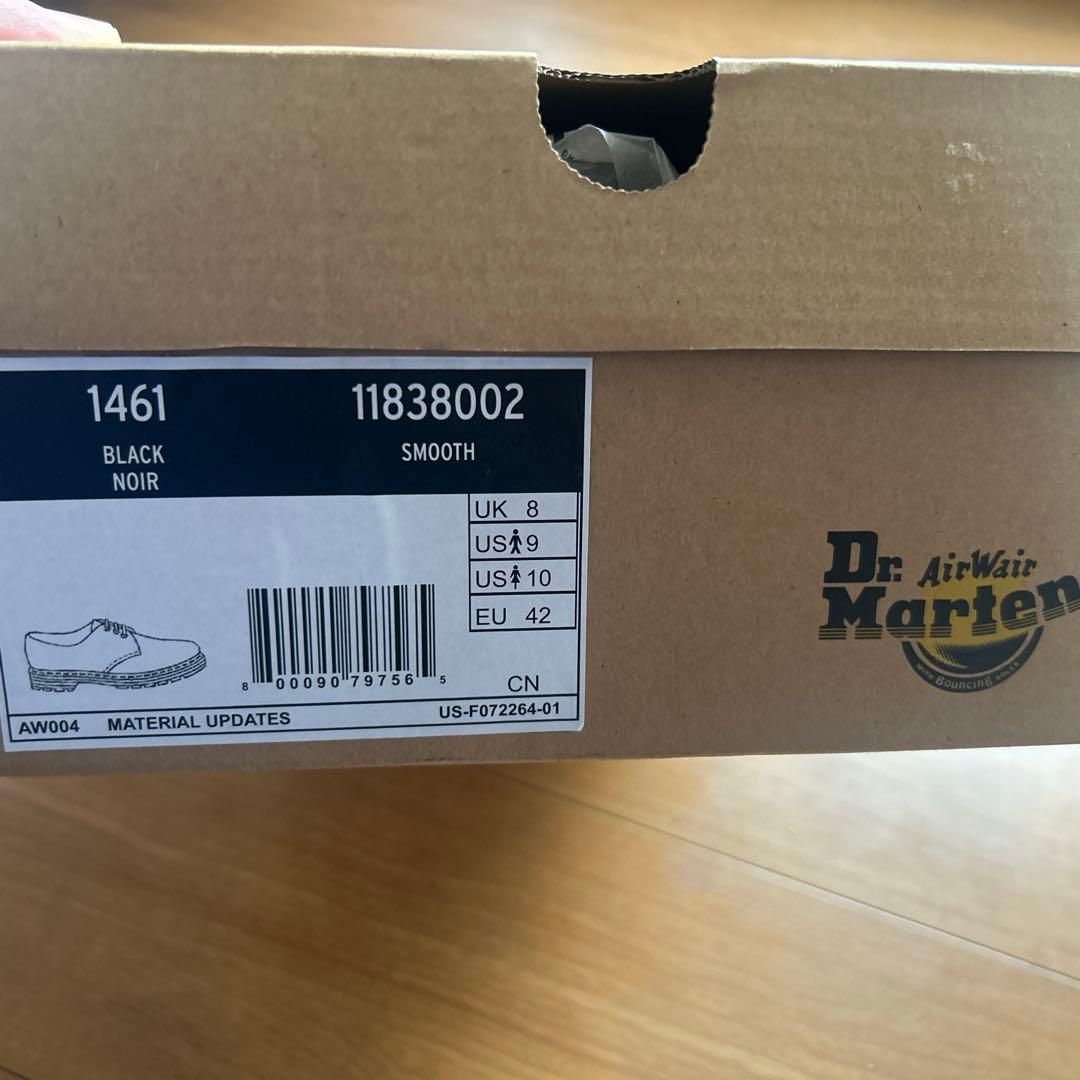 1461 11838002
BLACK SMOOTH
NOIR
UK 8
US 9
US 10
EU 42
8 00090 79756 5
CN
AW004 MATERIAL UPDATES US-F072264-01
Dr. AirWair
Marten
WITH Bouncing SOLES